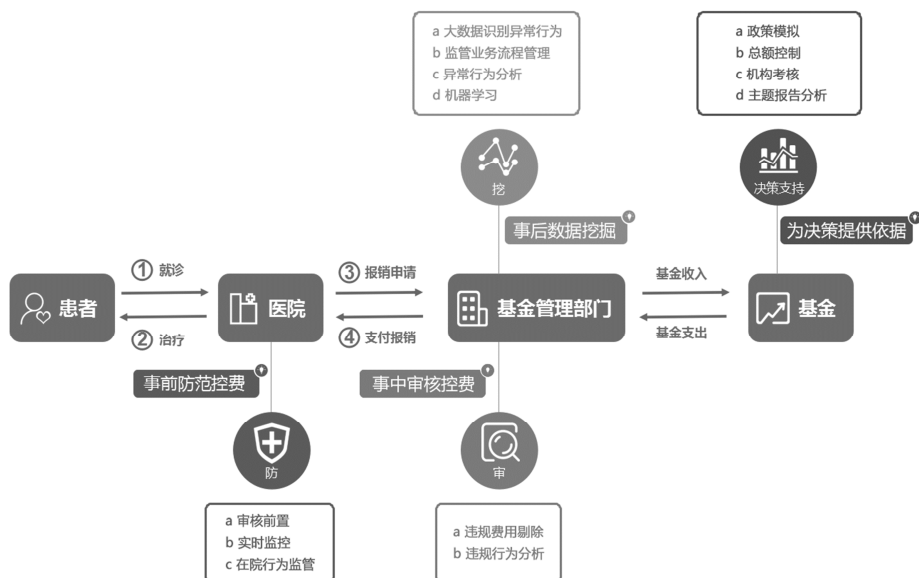 a 大数据识别异常行为
b 监管业务流程管理
c 异常行为分析
d 机器学习
a 政策模拟
b 总额控制
c 机构考核
d 主题报告分析
挖
决策支持
事后数据挖掘
为决策提供依据
① 就诊
③ 报销申请
基金收入
患者
医院
基金管理部门
基金
② 治疗
④ 支付报销
基金支出
事前防范控费
事中审核控费
防
审
a 审核前置
b 实时监控
c 在院行为监管
a 违规费用剔除
b 违规行为分析